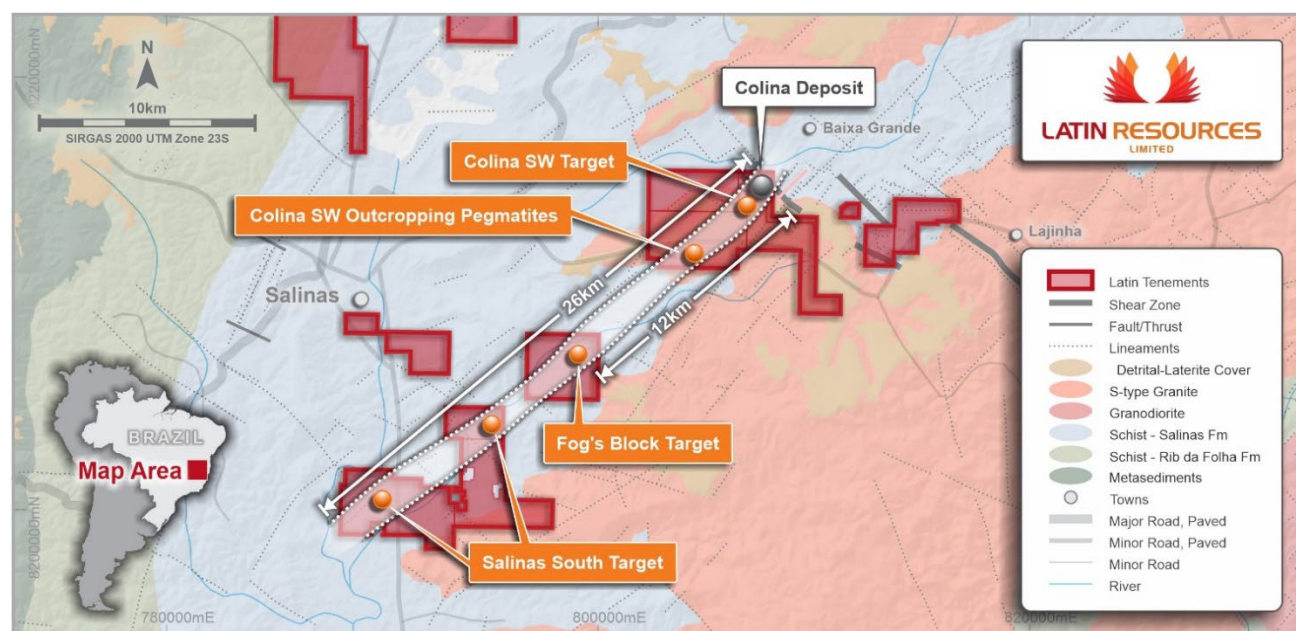 N
10km
SIRGAS 2000 UTM Zone 23S
2200000mN
Colina Deposit
Baixa Grande
LATIN RESOURCES
LIMITED
Colina SW Target
Colina SW Outcropping Pegmatites
Lajinha
Salinas
26km
12km
Fog's Block Target
Salinas South Target
BRAZIL
Map Area
8200000mN
780000mE
800000mE
820000mE
Latin Tenements
Shear Zone
Fault/Thrust
Lineaments
Detrital-Laterite Cover
S-type Granite
Granodiorite
Schist - Salinas Fm
Schist - Rib da Folha Fm
Metasediments
Towns
Major Road, Paved
Minor Road, Paved
Minor Road
River